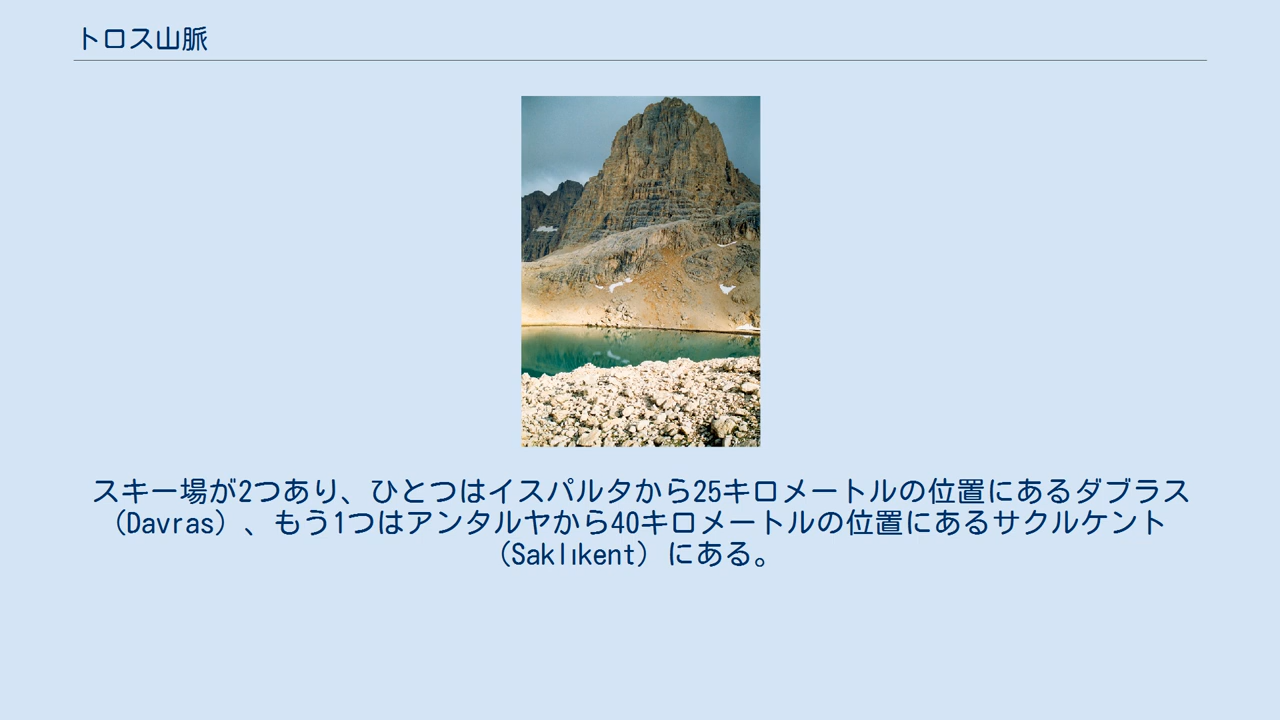 トロス山脈
スキー場が2つあり、ひとつはイスパルタから25キロメートルの位置にあるダブラス
（Davras）、もう1つはアンタルヤから40キロメートルの位置にあるサクルケント
（Saklıkent）にある。